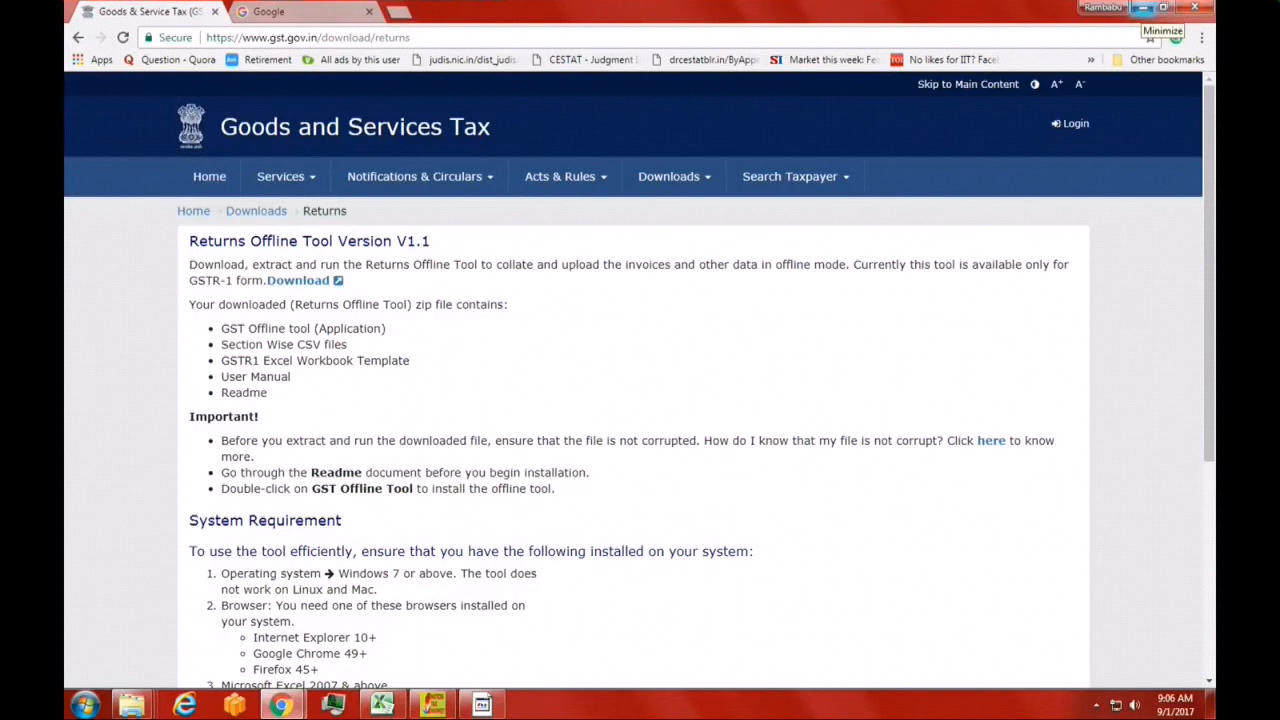 Goods & Service Tax (GS
Google
Rambabu
Minimize
Secure
https://www.gst.gov.in/download/returns
Apps
Question - Quora
Retirement
All ads by this user
judis.nic.in/dist_judis
CESTAT - Judgment
drcestatblr.in/ByAppe
SI
Market this week: Fe
TOI
No likes for IIT? Facel
»
Other bookmarks
Skip to Main Content
A+
A-
Goods and Services Tax
Login
Home
Services
Notifications & Circulars
Acts & Rules
Downloads
Search Taxpayer
Home
Downloads
Returns
Returns Offline Tool Version V1.1
Download, extract and run the Returns Offline Tool to collate and upload the invoices and other data in offline mode. Currently this tool is available only for
GSTR-1 form.Download
Your downloaded (Returns Offline Tool) zip file contains:
• GST Offline tool (Application)
• Section Wise CSV files
• GSTR1 Excel Workbook Template
• User Manual
• Readme
Important!
• Before you extract and run the downloaded file, ensure that the file is not corrupted. How do I know that my file is not corrupt? Click here to know
more.
• Go through the Readme document before you begin installation.
• Double-click on GST Offline Tool to install the offline tool.
System Requirement
To use the tool efficiently, ensure that you have the following installed on your system:
1. Operating system → Windows 7 or above. The tool does
not work on Linux and Mac.
2. Browser: You need one of these browsers installed on
your system.
Internet Explorer 10+
Google Chrome 49+
Firefox 45+
3. Microsoft Excel 2007 & above
9:06 AM
9/1/2017